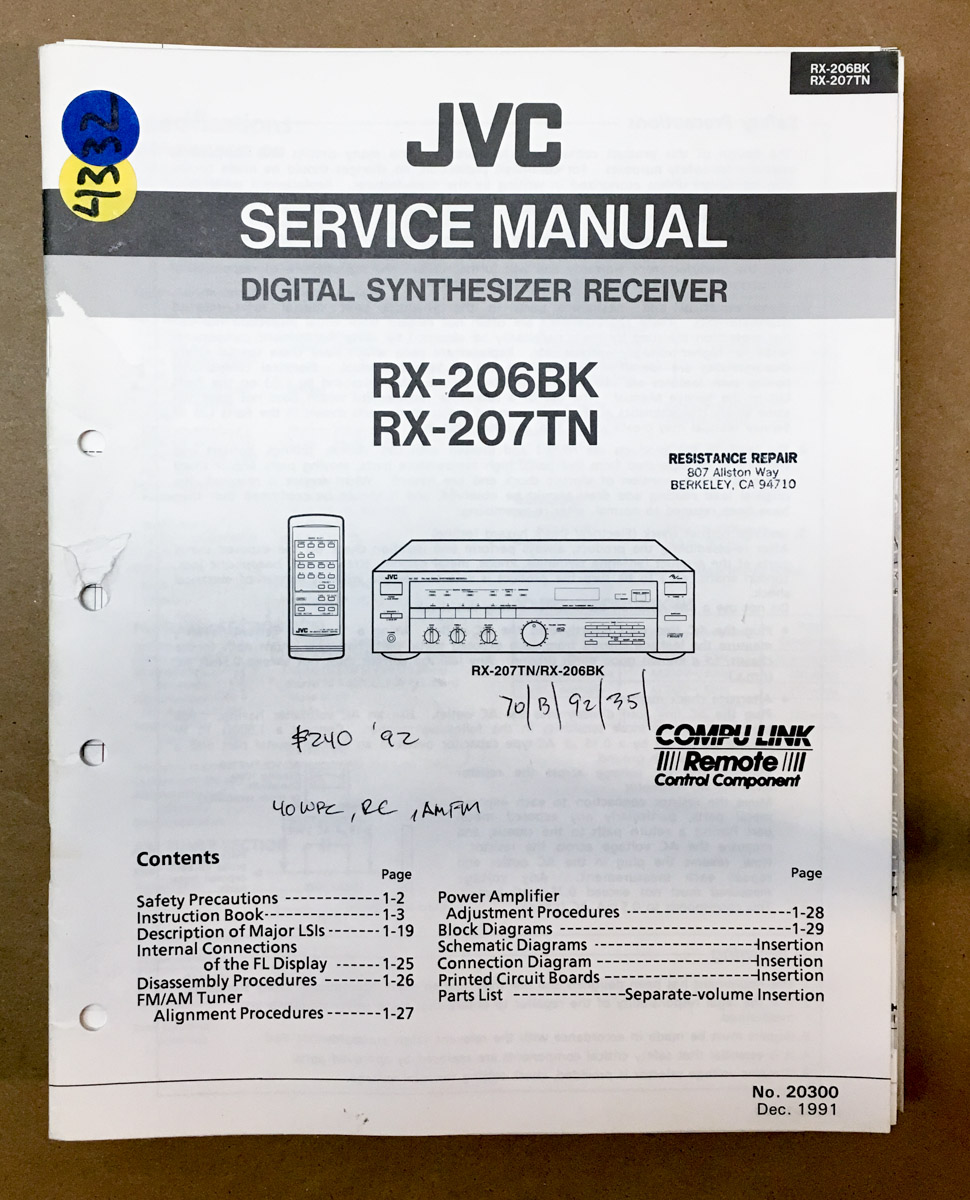 RX-206BK
RX-207TN
4332
JVC
SERVICE MANUAL
DIGITAL SYNTHESIZER RECEIVER
RX-206BK
RX-207TN
RESISTANCE REPAIR
807 Allston Way
BERKELEY, CA 94710
JVC
JVC
RX-207TN/RX-206BK
70/B/92/35/
$240 '92
COMPU LINK
Remote
Control Component
40WPC, RC, AMFM
Contents
Page
Safety Precautions --------------- 1-2
Instruction Book ------------------ 1-3
Description of Major LSIs ------- 1-19
Internal Connections
of the FL Display ------ 1-25
Disassembly Procedures ------- 1-26
FM/AM Tuner
Alignment Procedures ------- 1-27
Page
Power Amplifier
Adjustment Procedures --------------------- 1-28
Block Diagrams ------------------------------ 1-29
Schematic Diagrams --------------------- Insertion
Connection Diagram -------------------- Insertion
Printed Circuit Boards ------------------- Insertion
Parts List --------------- Separate-volume Insertion
No. 20300
Dec. 1991